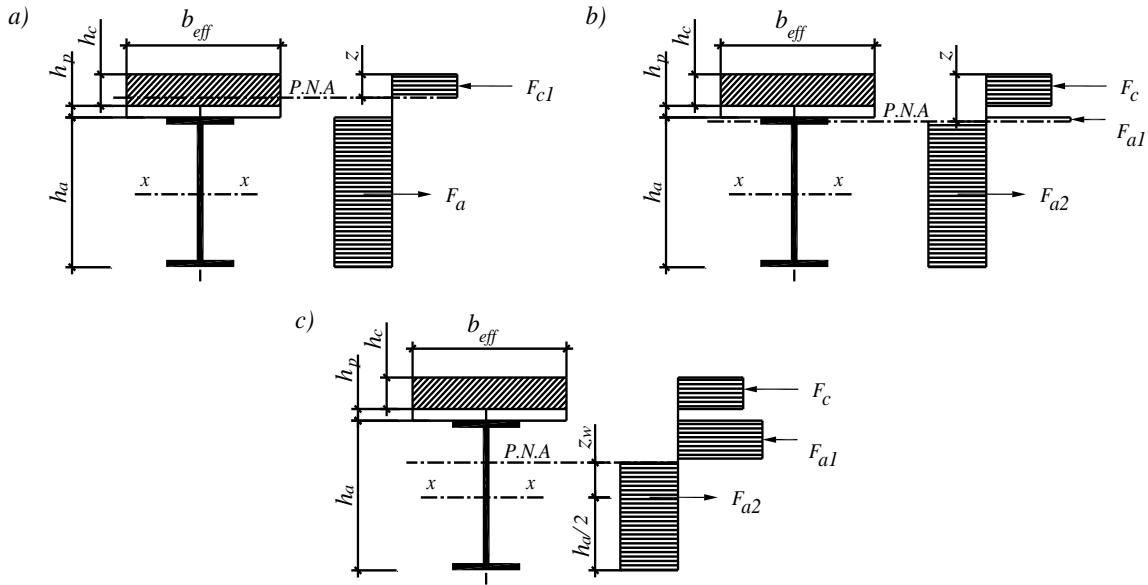 a)
b_eff
h_c
h_p
z
P.N.A
F_c1
h_a
x x
F_a
b)
b_eff
h_c
h_p
z
P.N.A
F_c
F_a1
h_a
x x
F_a2
c)
b_eff
h_c
h_p
F_c
z_w
P.N.A
F_a1
h_a
x x
F_a2
h_a/2